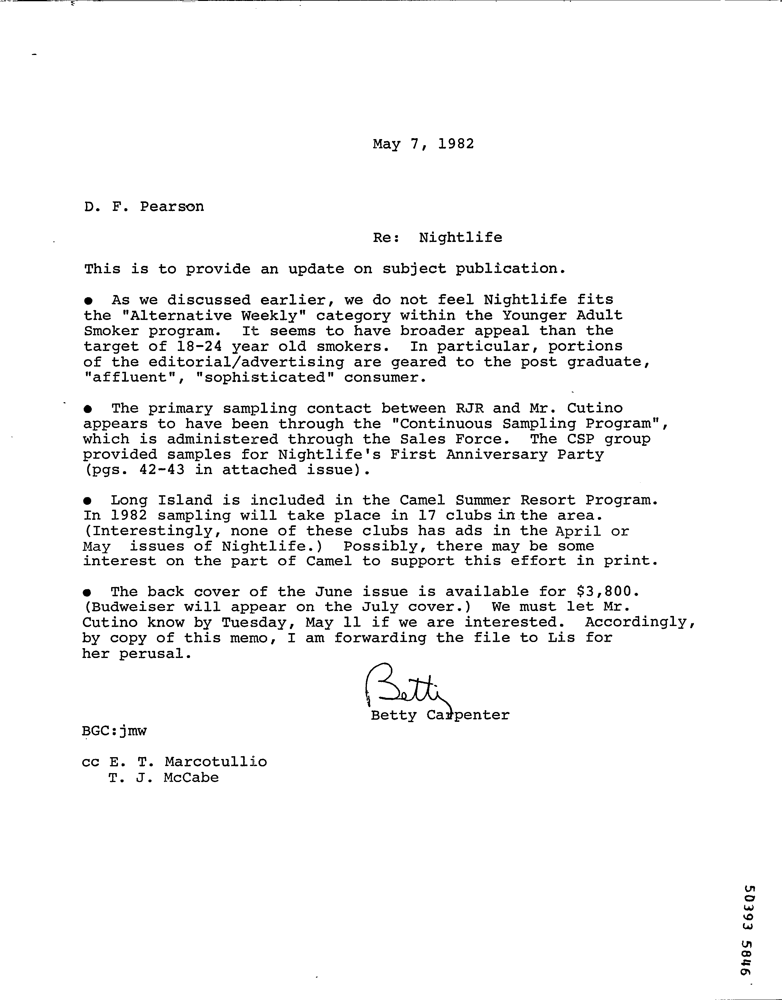 May 7, 1982
D. F. Pearson
Re: Nightlife
This is to provide an update on subject publication.
● As we discussed earlier, we do not feel Nightlife fits
the "Alternative Weekly" category within the Younger Adult
Smoker program. It seems to have broader appeal than the
target of 18-24 year old smokers. In particular, portions
of the editorial/advertising are geared to the post graduate,
"affluent", "sophisticated" consumer.
● The primary sampling contact between RJR and Mr. Cutino
appears to have been through the "Continuous Sampling Program",
which is administered through the Sales Force. The CSP group
provided samples for Nightlife's First Anniversary Party
(pgs. 42-43 in attached issue).
● Long Island is included in the Camel Summer Resort Program.
In 1982 sampling will take place in 17 clubs in the area.
(Interestingly, none of these clubs has ads in the April or
May issues of Nightlife.) Possibly, there may be some
interest on the part of Camel to support this effort in print.
● The back cover of the June issue is available for $3,800.
(Budweiser will appear on the July cover.) We must let Mr.
Cutino know by Tuesday, May 11 if we are interested. Accordingly,
by copy of this memo, I am forwarding the file to Lis for
her perusal.
Betty
Betty Carpenter
BGC:jmw
cc E. T. Marcotullio
T. J. McCabe
50393 5846